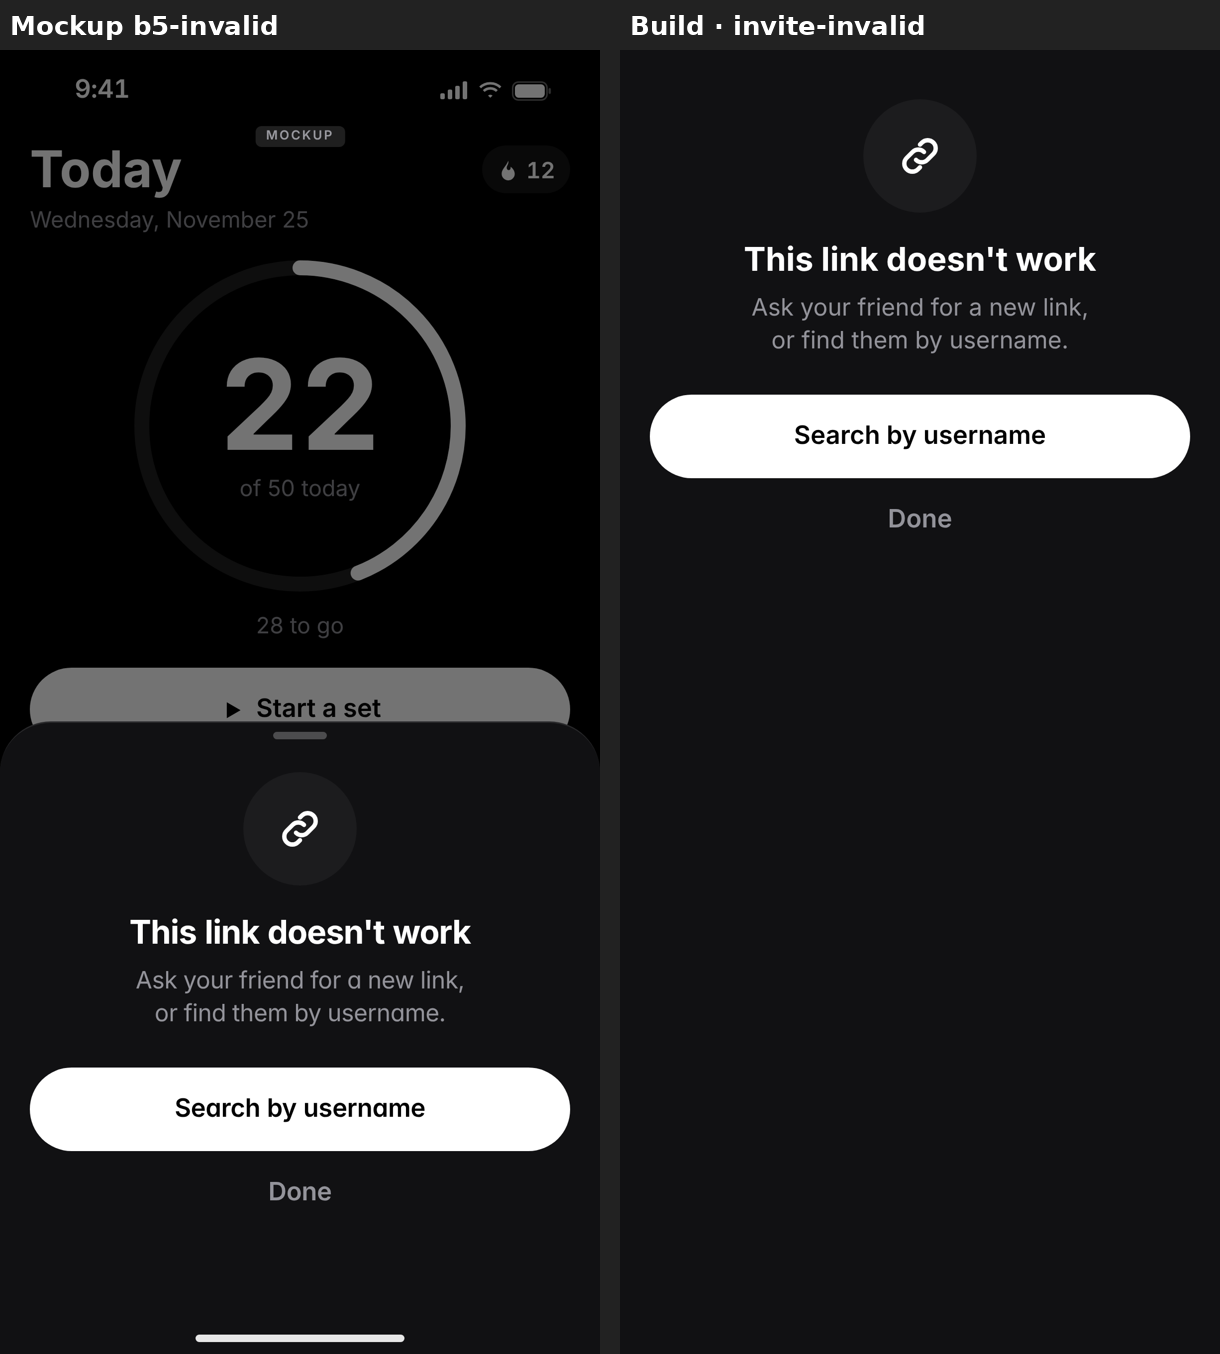 Mockup b5-invalid
9:41
MOCKUP
Today
12
Wednesday, November 25
22
of 50 today
28 to go
Start a set
This link doesn't work
Ask your friend for a new link,
or find them by username.
Search by username
Done
Build · invite-invalid
This link doesn't work
Ask your friend for a new link,
or find them by username.
Search by username
Done